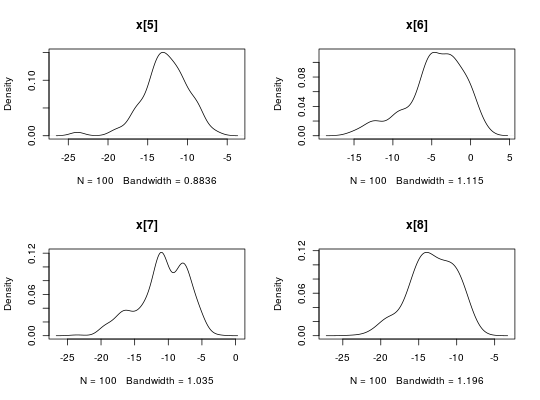 x[5]
x[6]
Density
0.00
0.10
-25
-20
-15
-10
-5
N = 100 Bandwidth = 0.8836
Density
0.00
0.04
0.08
-15
-10
-5
0
5
N = 100 Bandwidth = 1.115
x[7]
x[8]
Density
0.00
0.06
0.12
-25
-20
-15
-10
-5
0
N = 100 Bandwidth = 1.035
Density
0.00
0.06
0.12
-25
-20
-15
-10
-5
N = 100 Bandwidth = 1.196